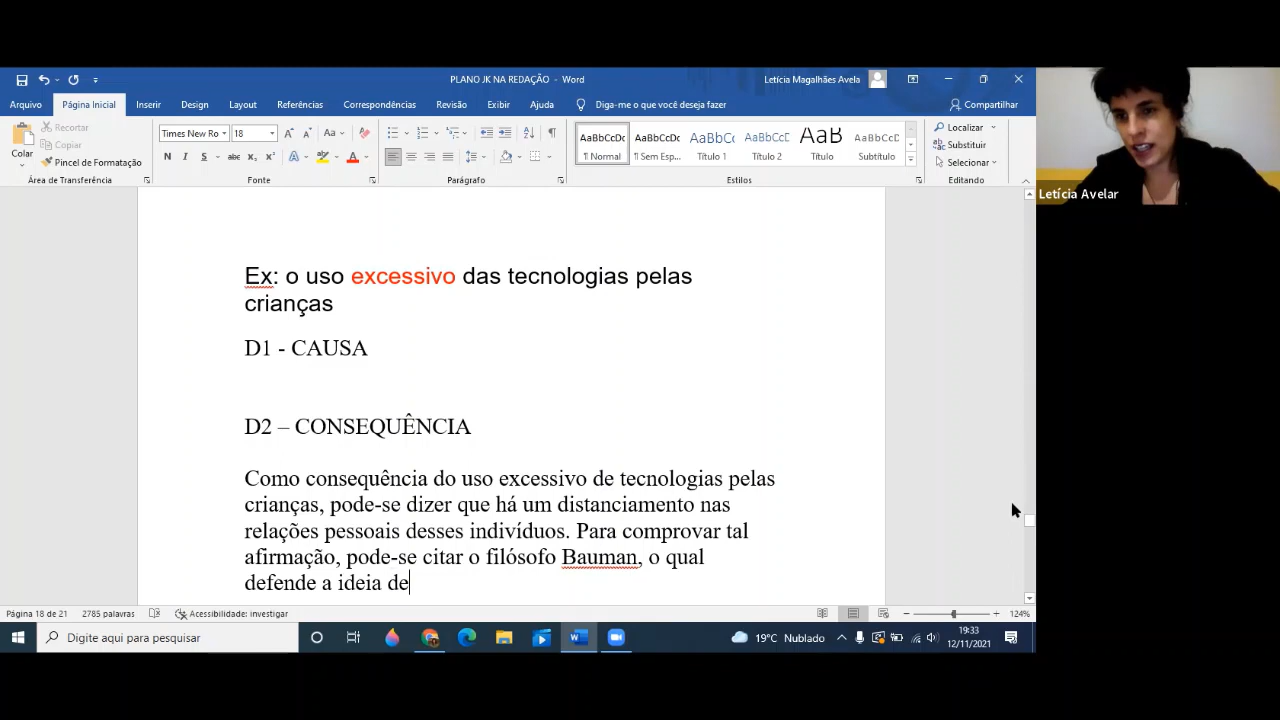 PLANO JK NA REDAÇÃO - Word
Letícia Magalhães Avela
Arquivo Página Inicial Inserir Design Layout Referências Correspondências Revisão Exibir Ajuda Diga-me o que você deseja fazer Compartilhar
Colar
Recortar
Copiar
Pincel de Formatação
Área de Transferência
Times New Ro 18
N I S abc x₂ x²
Fonte
Parágrafo
AaBbCcDc AaBbCcDc AaBbCc AaBbCcC AaB AaBbCcC
¶ Normal ¶ Sem Esp... Título 1 Título 2 Título Subtítulo
Estilos
Localizar
Substituir
Selecionar
Editando
Letícia Avelar
Ex: o uso excessivo das tecnologias pelas
crianças
D1 - CAUSA
D2 – CONSEQUÊNCIA
Como consequência do uso excessivo de tecnologias pelas
crianças, pode-se dizer que há um distanciamento nas
relações pessoais desses indivíduos. Para comprovar tal
afirmação, pode-se citar o filósofo Bauman, o qual
defende a ideia de
Página 18 de 21 2785 palavras Acessibilidade: investigar 124%
Digite aqui para pesquisar
19°C Nublado
19:33
12/11/2021